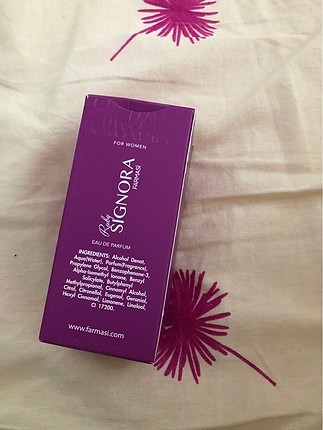 FOR WOMEN
Ruby
SIGNORA
FARMASI
EAU DE PARFUM
INGREDIENTS: Alcohol Denat,
Aqua(Water), Parfum(Fragrance),
Propylene Glycol, Benzophenone-3,
Alpha-Isomethyl Ionone, Benzyl
Salicylate, Butylphenyl
Methylpropional, Cinnamyl Alcohol,
Citral, Citronellol, Eugenol, Geraniol,
Hexyl Cinnamal, Limonene, Linalool,
CI 17200.
www.farmasi.com